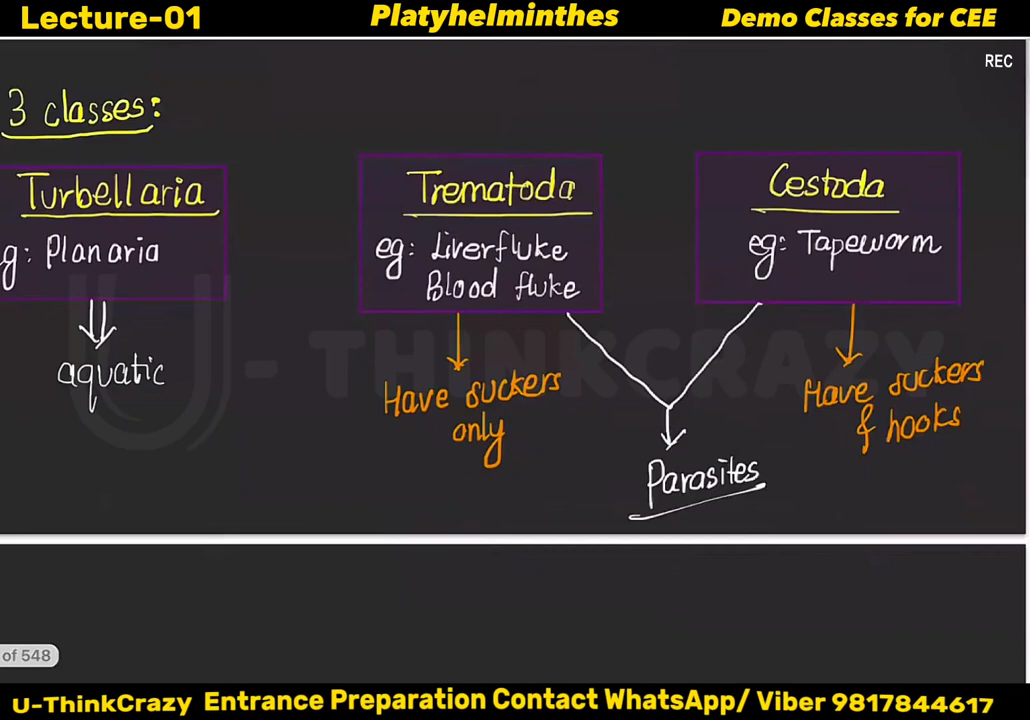 Lecture-01
Platyhelminthes
Demo Classes for CEE
REC
3 classes:
Turbellaria
g: Planaria
aquatic
Trematoda
eg: Liverfluke
Blood fluke
Have suckers
only
Cestoda
eg: Tapeworm
Have suckers
& hooks
Parasites
U - THINKCRAZY
of 548
U-ThinkCrazy Entrance Preparation Contact WhatsApp/ Viber 9817844617